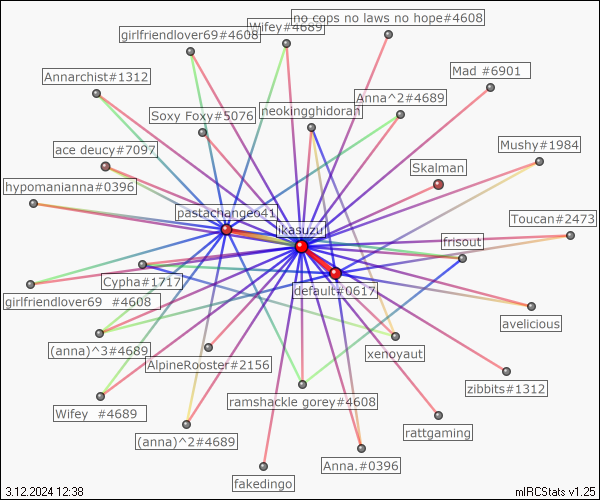 no cops no laws no hope#4608
Wifey#4689
girlfriendlover69#4608
Annarchist#1312
Mad #6901
Anna^2#4689
Soxy Foxy#5076
neokingghidorah
ace deucy#7097
Mushy#1984
Skalman
hypomanianna#0396
pastachangeo41
Toucan#2473
ikasuzu
frisout
Cypha#1717
default#0617
girlfriendlover69 #4608
avelicious
(anna)^3#4689
AlpineRooster#2156
xenoyaut
zibbits#1312
ramshackle gorey#4608
Wifey #4689
rattgaming
(anna)^2#4689
Anna.#0396
fakedingo
3.12.2024 12:38
mIRCStats v1.25